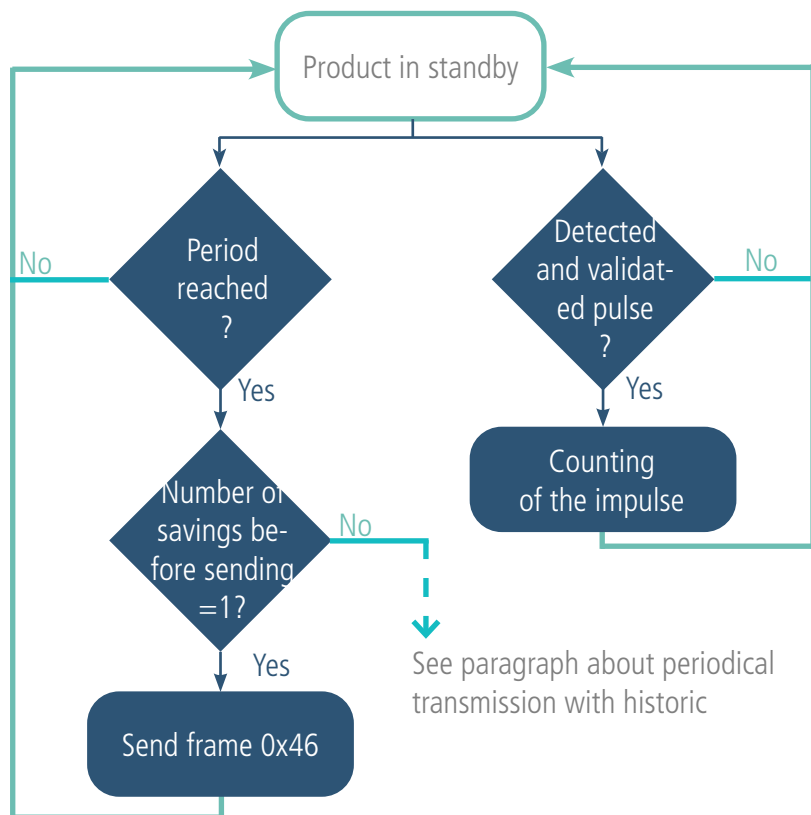 Product in standby
No
Period
reached
?
Detected
and validat-
ed pulse
?
No
Yes
Yes
Number of
savings be-
fore sending
=1?
No
Counting
of the impulse
Yes
See paragraph about periodical
transmission with historic
Send frame 0x46